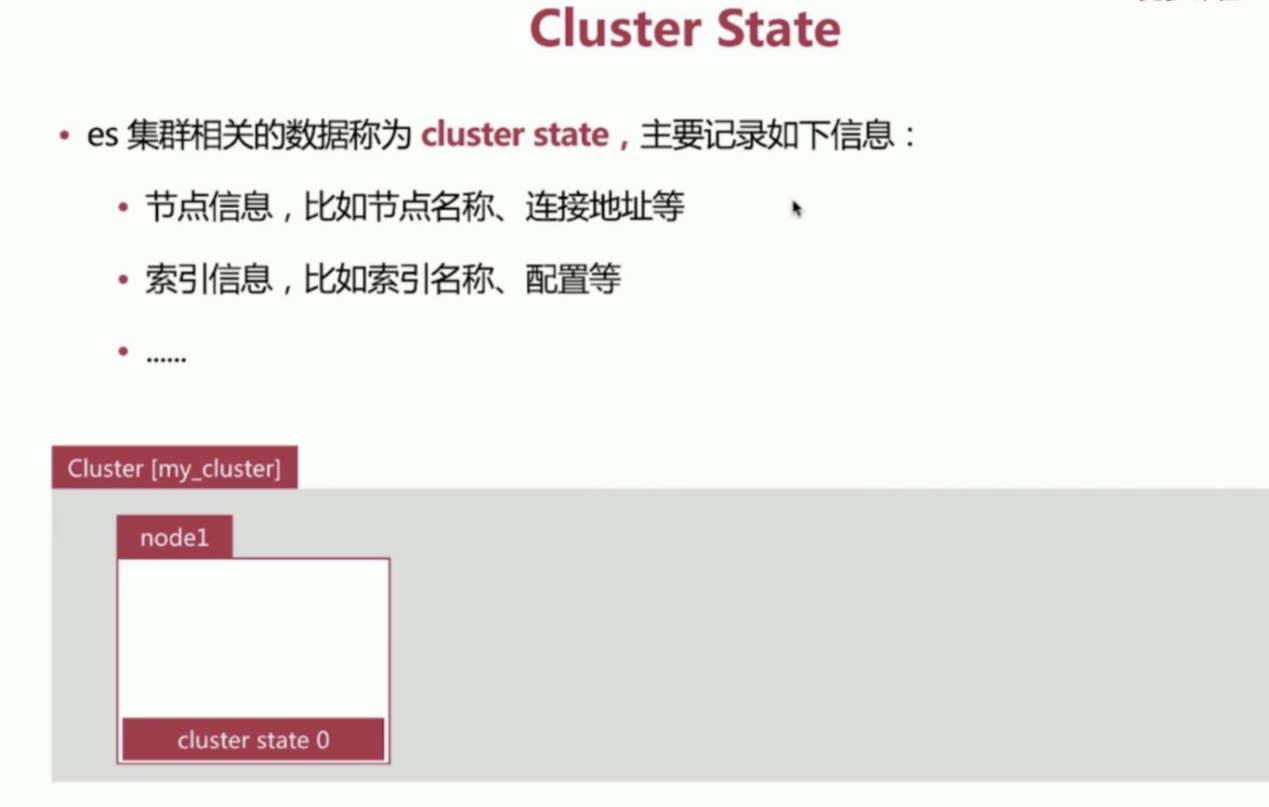 Cluster State
• es 集群相关的数据称为 cluster state，主要记录如下信息：
• 节点信息，比如节点名称、连接地址等
• 索引信息，比如索引名称、配置等
• ......
Cluster [my_cluster]
node1
cluster state 0